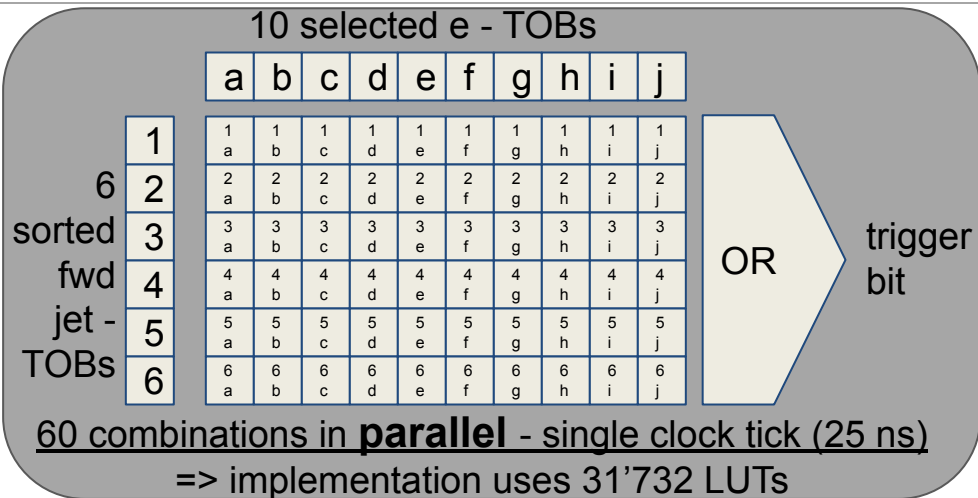 10 selected e - TOBs
a b c d e f g h i j
6
sorted
fwd
jet -
TOBs
1
2
3
4
5
6
1 1 1 1 1 1 1 1 1 1
a b c d e f g h i j
2 2 2 2 2 2 2 2 2 2
a b c d e f g h i j
3 3 3 3 3 3 3 3 3 3
a b c d e f g h i j
4 4 4 4 4 4 4 4 4 4
a b c d e f g h i j
5 5 5 5 5 5 5 5 5 5
a b c d e f g h i j
6 6 6 6 6 6 6 6 6 6
a b c d e f g h i j
OR
trigger
bit
60 combinations in parallel - single clock tick (25 ns)
=> implementation uses 31'732 LUTs